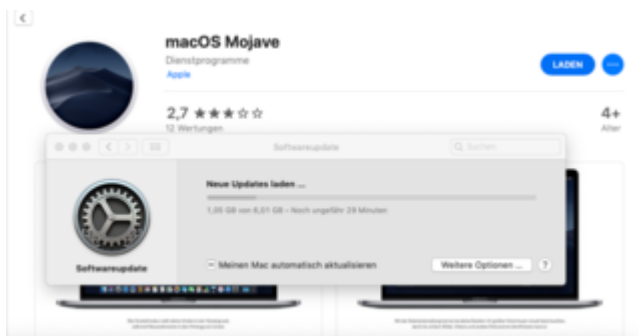 macOS Mojave
Dienstprogramme
Apple
LADEN
2,7 ★★★☆☆
12 Wertungen
4+
Alter
Softwareupdate
Suchen
Neue Updates laden ...
1,05 GB von 6,01 GB – Noch ungefähr 29 Minuten
Softwareupdate
Meinen Mac automatisch aktualisieren
Weitere Optionen ...
?